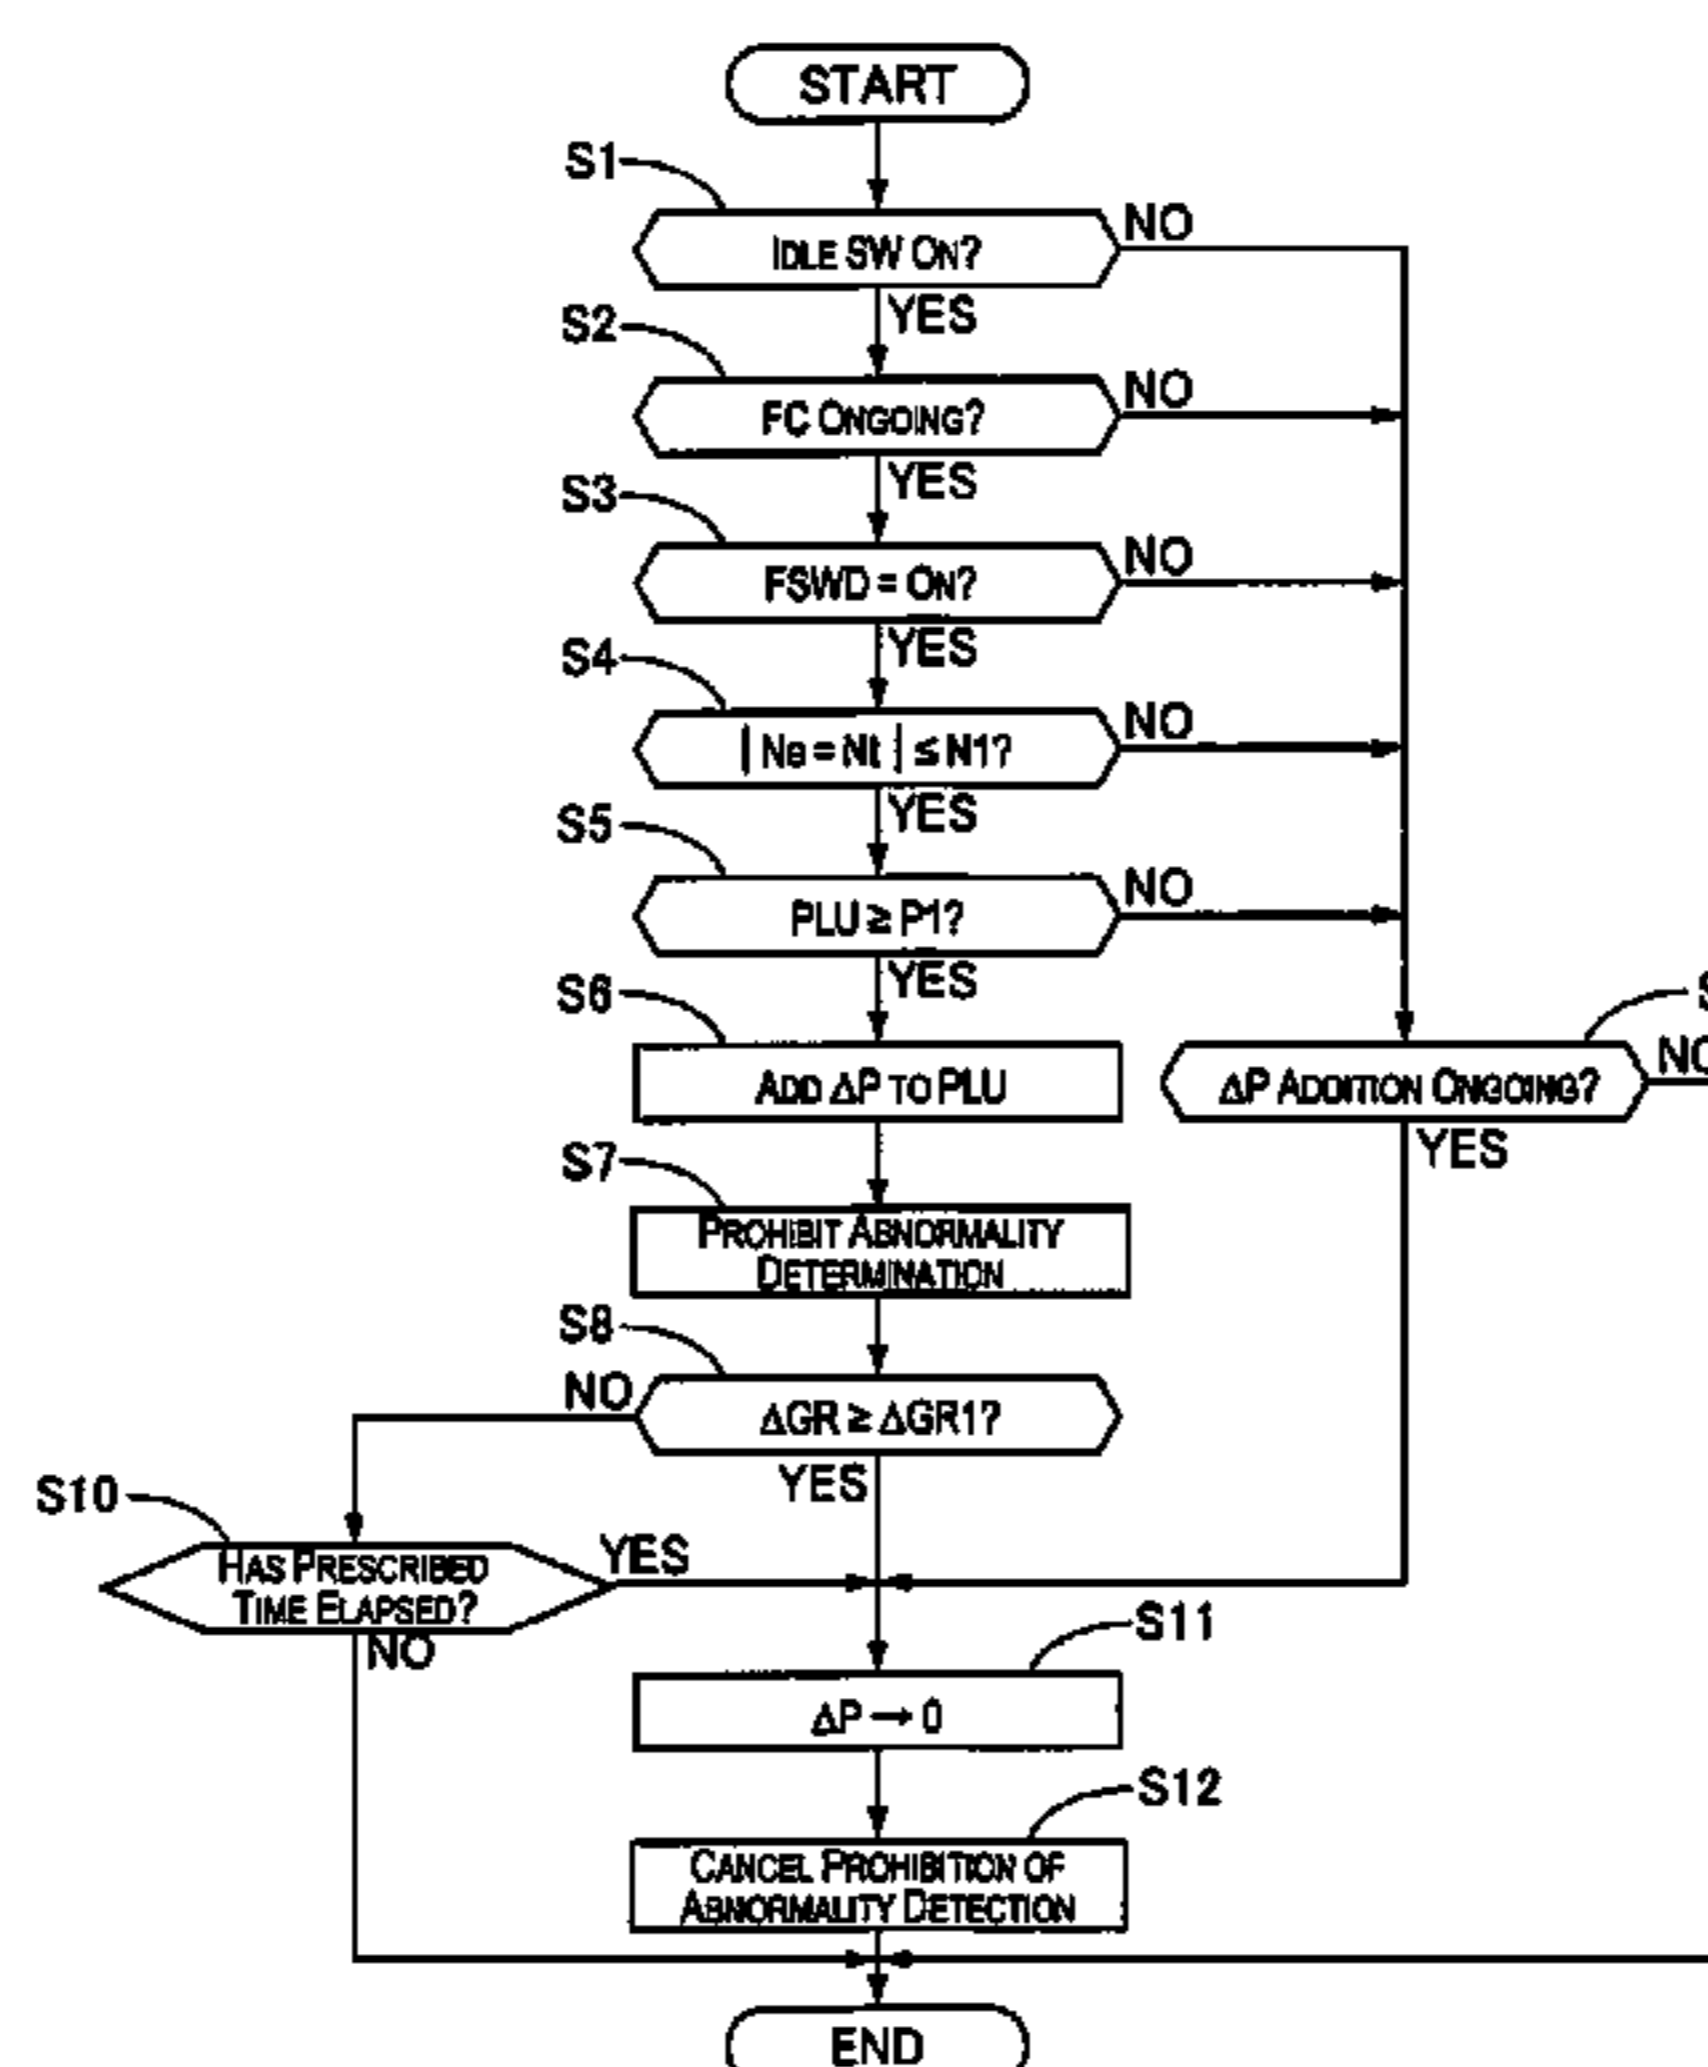 START
S1
IDLE SW ON?
NO
YES
S2
FC ONGOING?
NO
YES
S3
FSWD = ON?
NO
YES
S4
| Ne = Nt | ≤ N1?
NO
YES
S5
PLU ≥ P1?
NO
YES
S6
ADD ΔP TO PLU
ΔP ADDITION ONGOING?
NO
YES
S7
PROHIBIT ABNORMALITY
DETERMINATION
S8
ΔGR ≥ ΔGR1?
NO
YES
S10
HAS PRESCRIBED
TIME ELAPSED?
YES
NO
S11
ΔP → 0
S12
CANCEL PROHIBITION OF
ABNORMALITY DETECTION
END